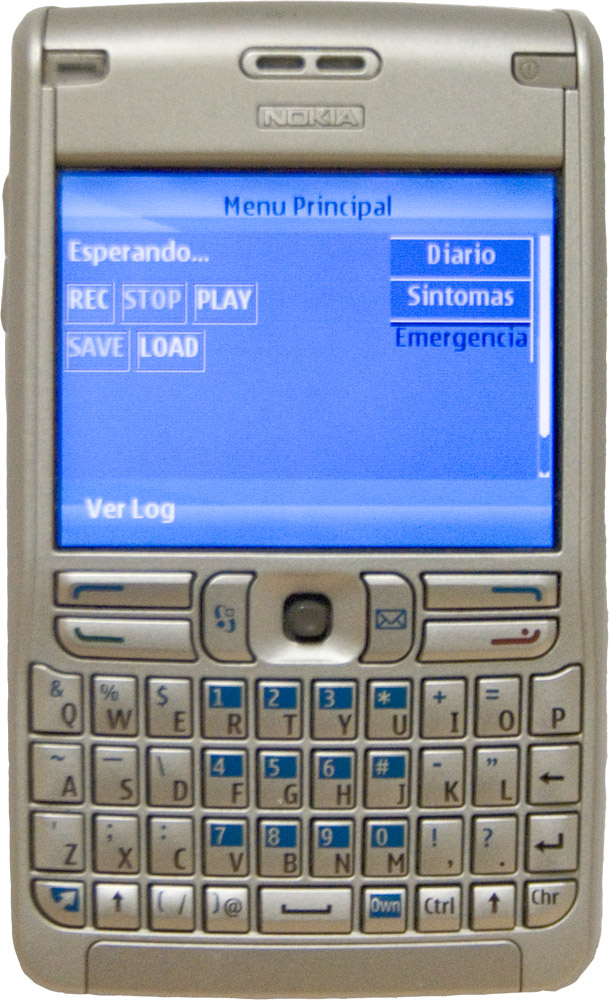 NOKIA
Menu Principal
Esperando... Diario
REC STOP PLAY Síntomas
Emergencia
SAVE LOAD
Ver Log
& Q % W $ E 1 R 2 T 3 Y * U + I = O P
~ A — S \ D 4 F 5 G 6 H # J - K " L ←
' Z ; X : C 7 V 8 B 9 N 0 M ! , ? . ↵
↑ ( / ) @ Own Ctrl ↑ Chr